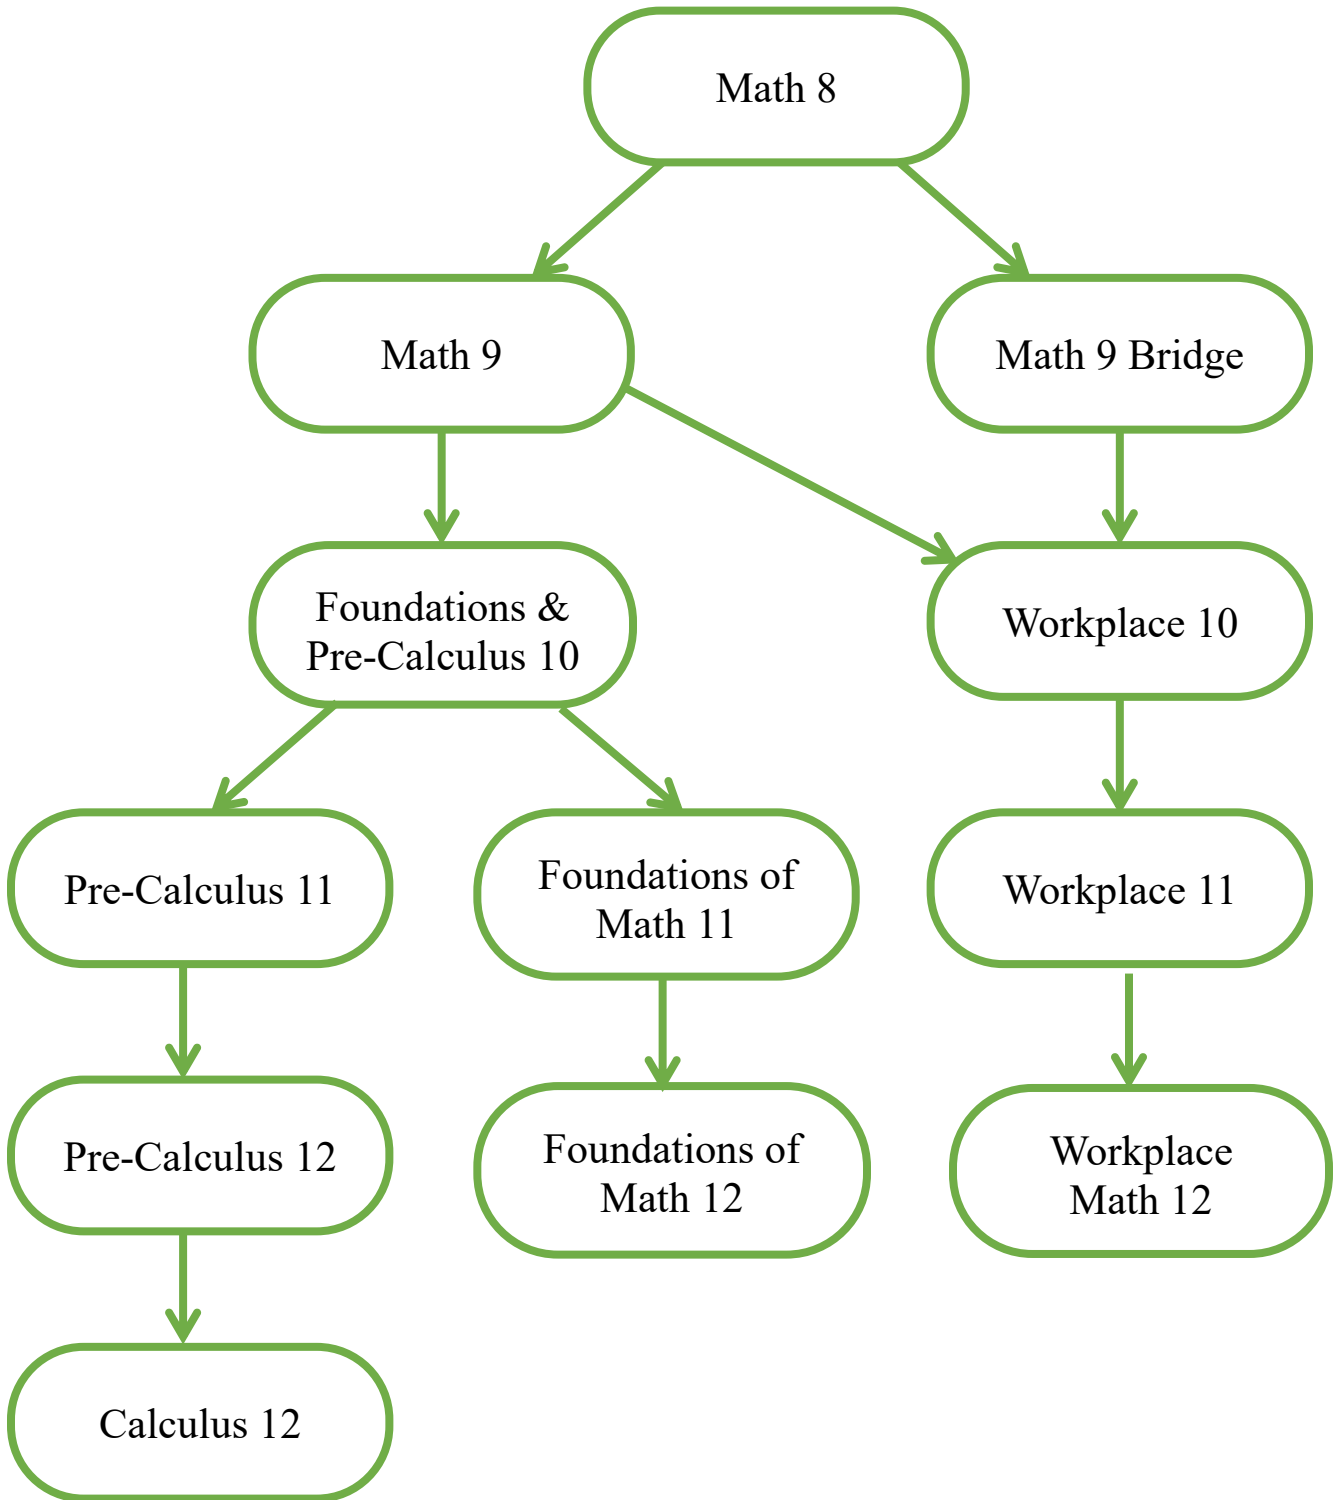 Math 8
Math 9
Math 9 Bridge
Foundations &
Pre-Calculus 10
Workplace 10
Pre-Calculus 11
Foundations of
Math 11
Workplace 11
Pre-Calculus 12
Foundations of
Math 12
Workplace
Math 12
Calculus 12